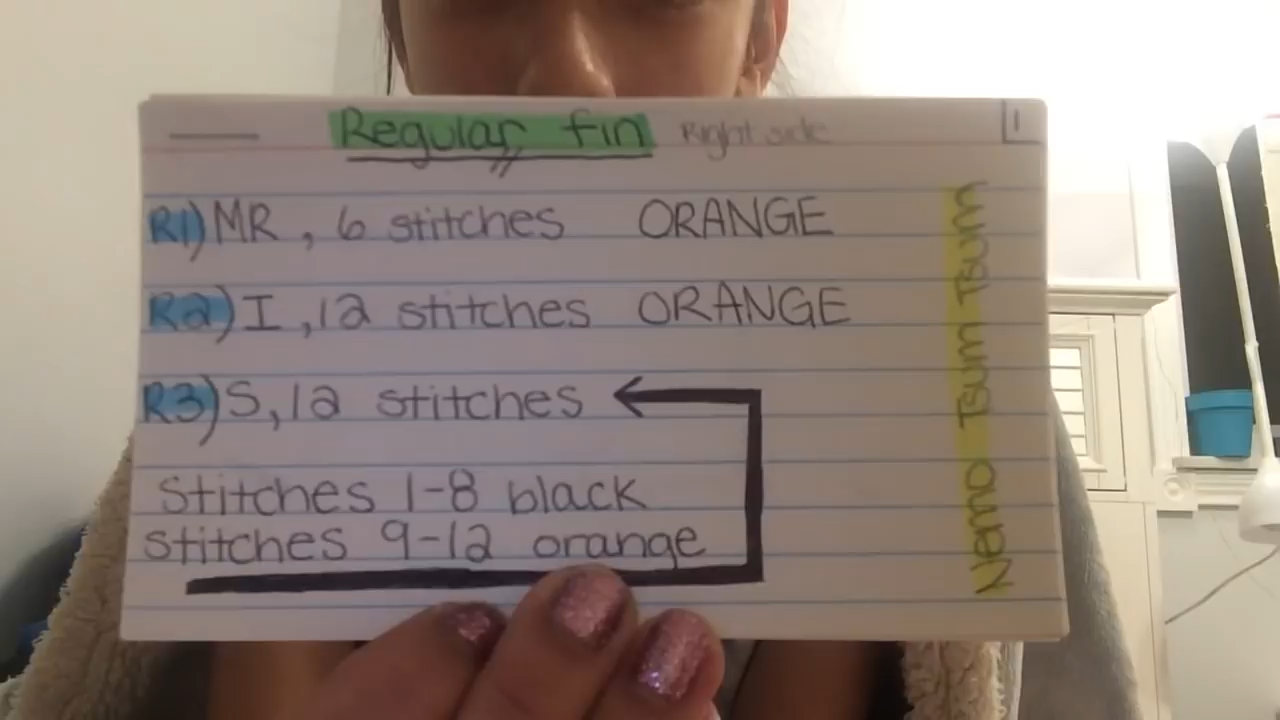 Regular fin Right side 1
R1) MR, 6 stitches ORANGE
R2) I, 12 stitches ORANGE
R3) S, 12 stitches
Stitches 1-8 black
stitches 9-12 orange
Nemo Tsum Tsum